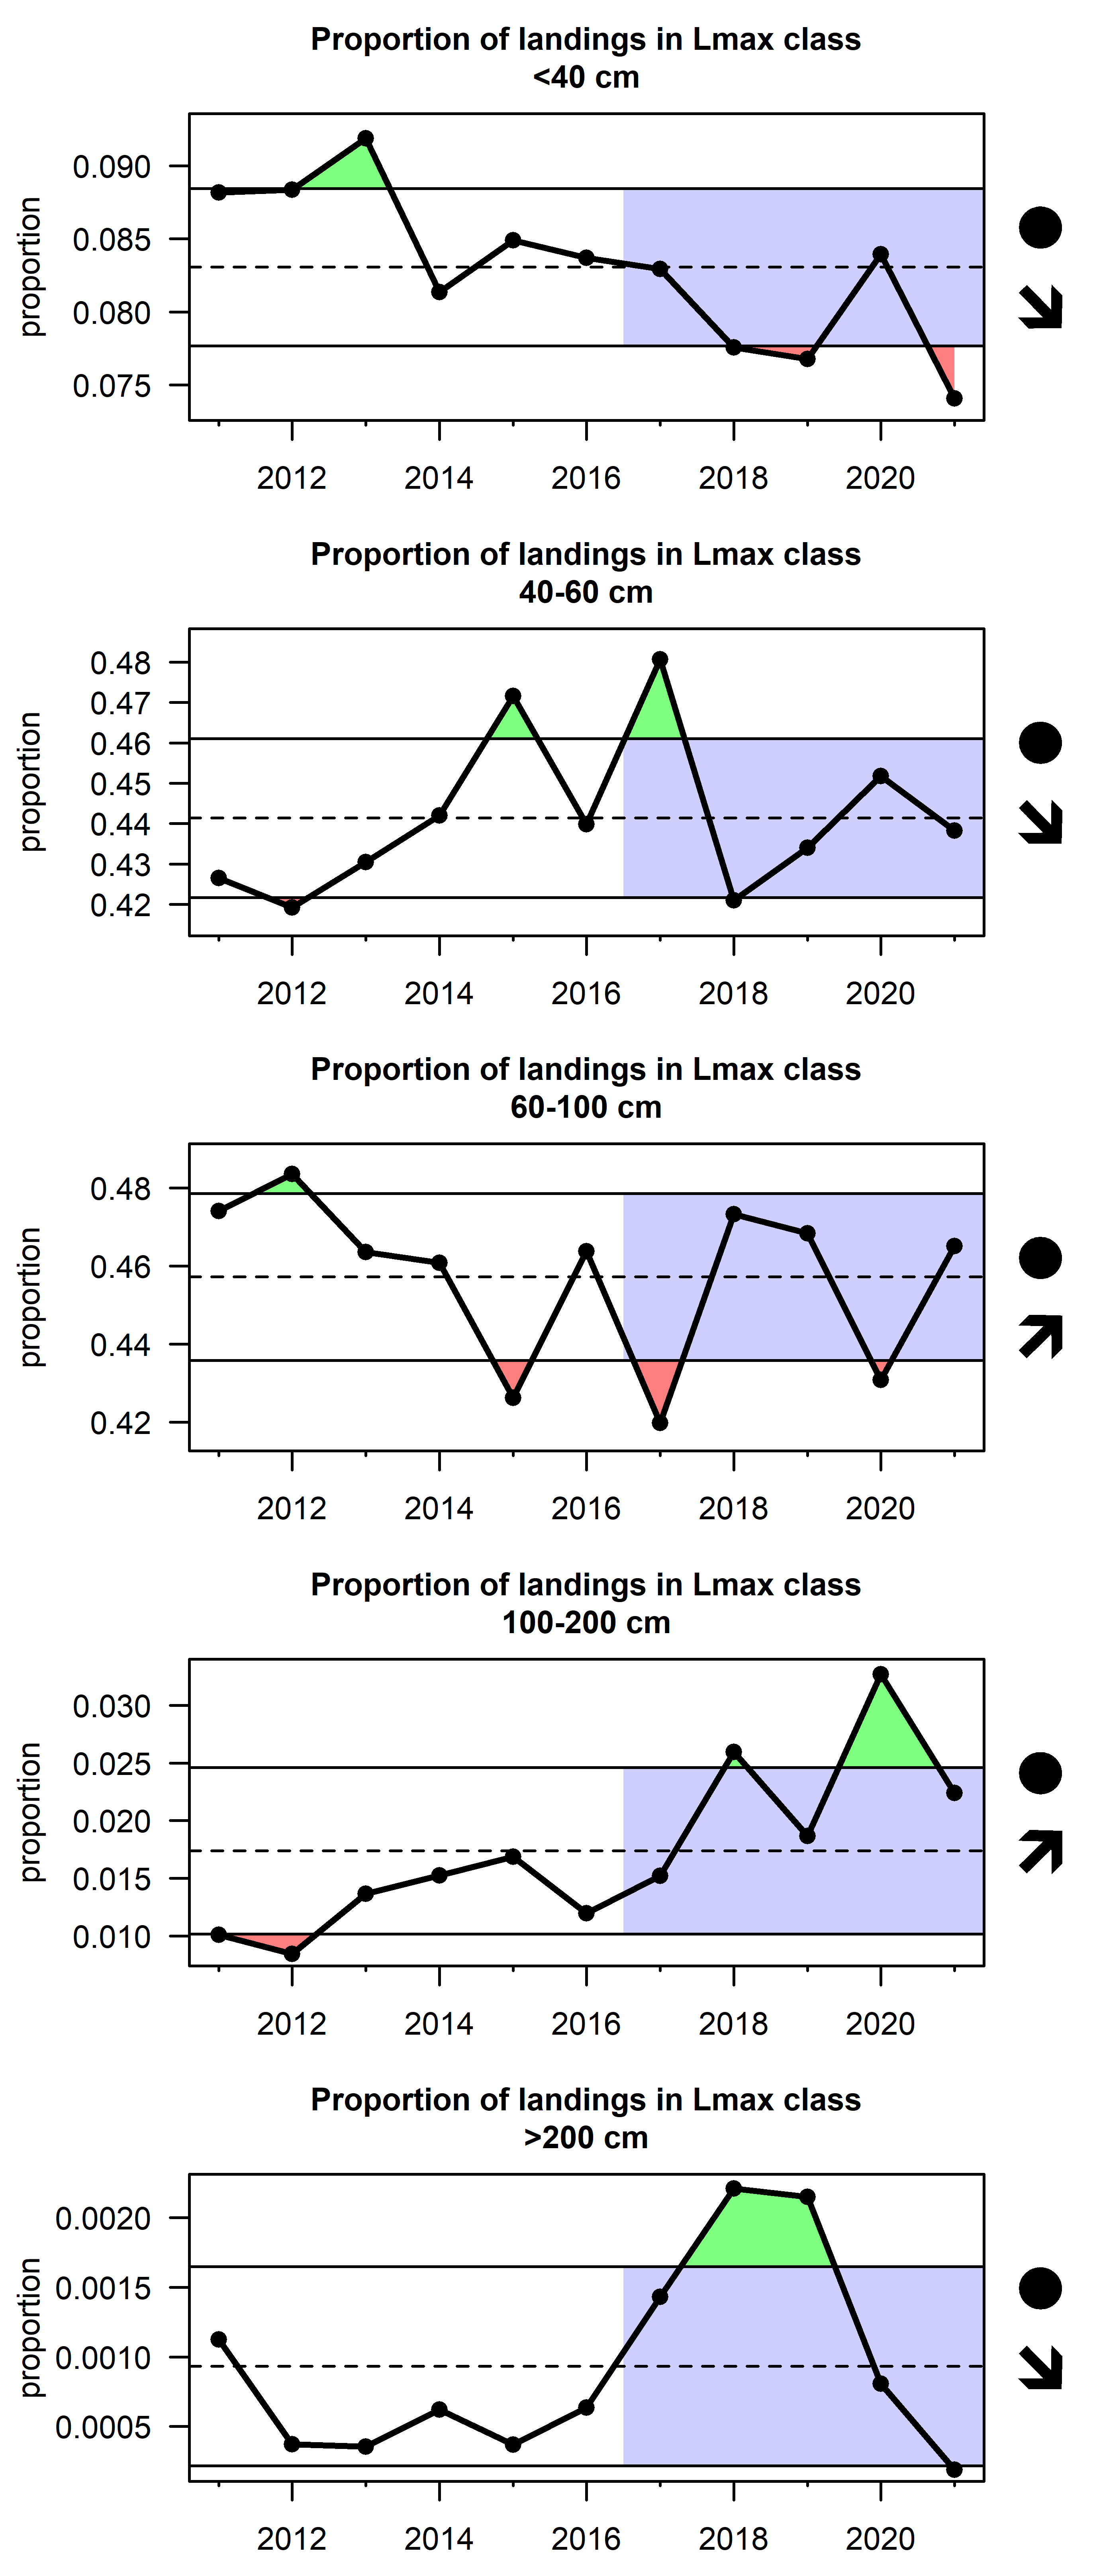 Proportion of landings in Lmax class
<40 cm
proportion
0.090
0.085
0.080
0.075
2012 2014 2016 2018 2020
Proportion of landings in Lmax class
40-60 cm
proportion
0.48
0.47
0.46
0.45
0.44
0.43
0.42
2012 2014 2016 2018 2020
Proportion of landings in Lmax class
60-100 cm
proportion
0.48
0.46
0.44
0.42
2012 2014 2016 2018 2020
Proportion of landings in Lmax class
100-200 cm
proportion
0.030
0.025
0.020
0.015
0.010
2012 2014 2016 2018 2020
Proportion of landings in Lmax class
>200 cm
proportion
0.0020
0.0015
0.0010
0.0005
2012 2014 2016 2018 2020